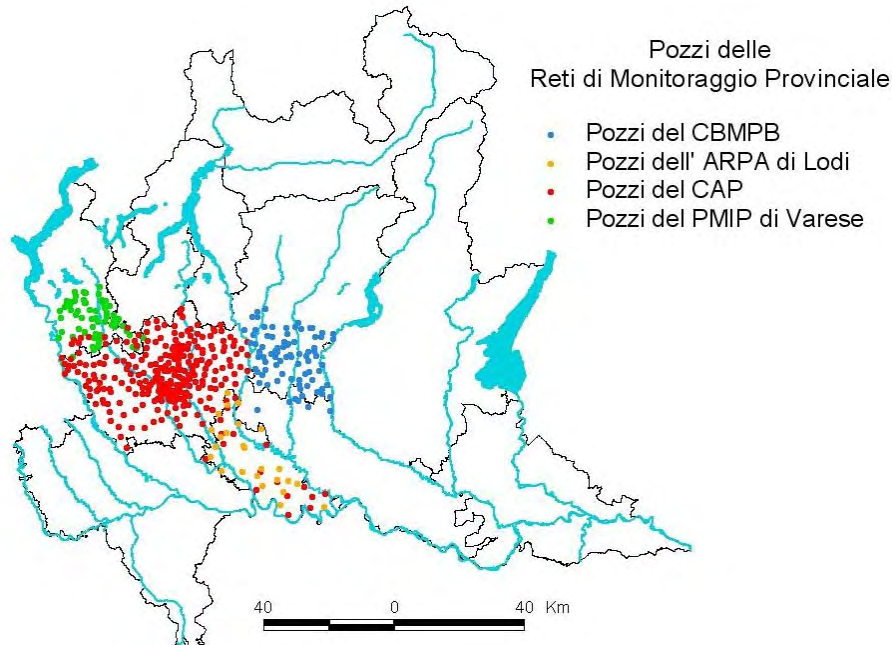 Pozzi delle
Reti di Monitoraggio Provinciale
Pozzi del CBMPB
Pozzi dell' ARPA di Lodi
Pozzi del CAP
Pozzi del PMIP di Varese
40 0 40 Km